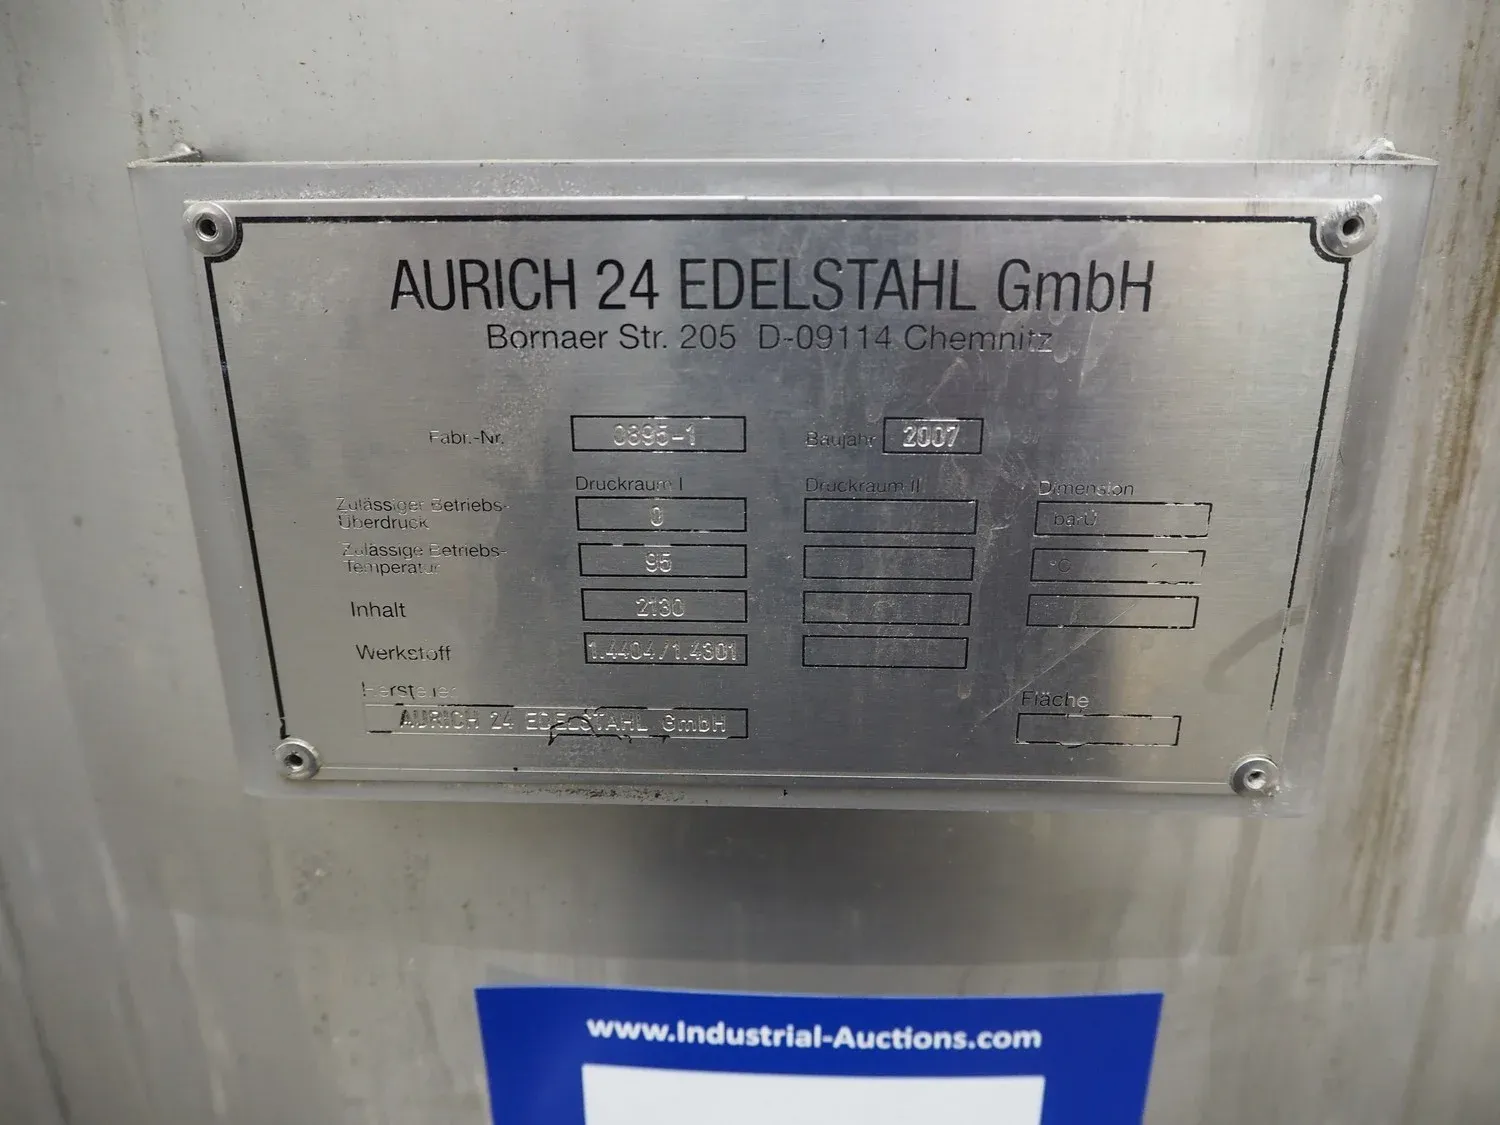 AURICH 24 EDELSTAHL GmbH
Bornaer Str. 205 D-09114 Chemnitz
Fabr.-Nr. 0895-1 Baujahr 2007
Druckraum I Druckraum II Dimension
Zulässiger Betriebs-
Überdruck 0 barÜ
Zulässige Betriebs-
Temperatur 95 °C
Inhalt 2130
Werkstoff 1.4404/1.4301
Hersteller Fläche
AURICH 24 EDELSTAHL GmbH
www.Industrial-Auctions.com